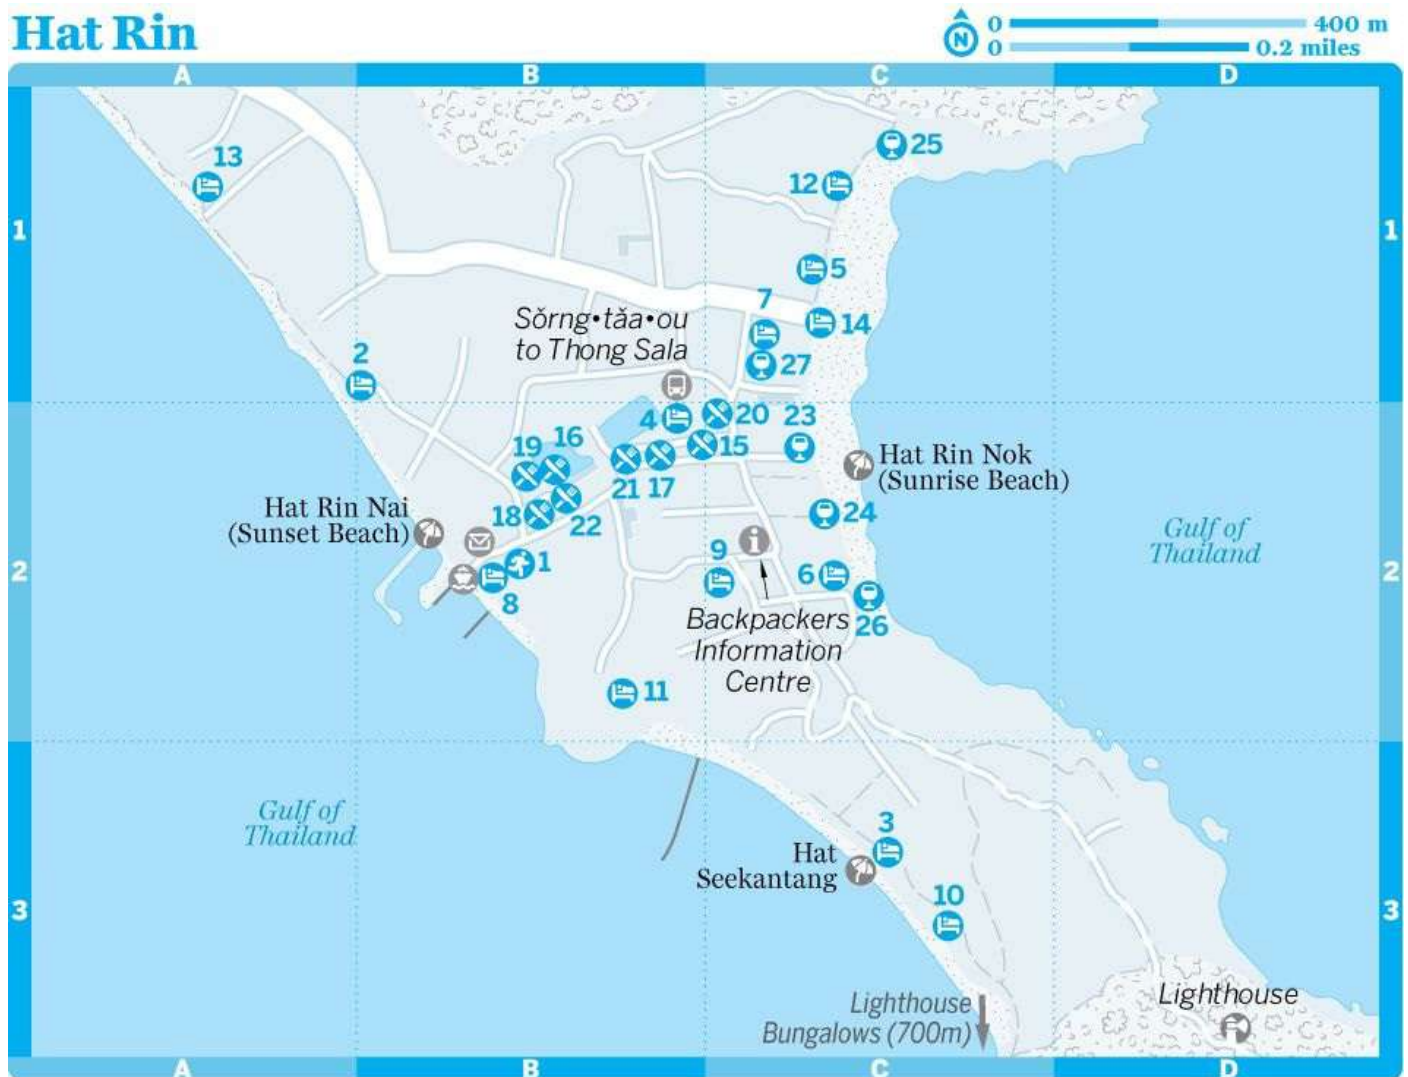 Hat Rin
N
0 400 m
0 0.2 miles
A B C D
1 1
25
13
12
5
7
14
Sǒrng•tǎa•ou
to Thong Sala
2
27
4
20
23
19
16
15
21
17
Hat Rin Nok
(Sunrise Beach)
Hat Rin Nai
(Sunset Beach)
18
22
24
Gulf of
Thailand
2 2
1
9
6
8
26
Backpackers
Information
Centre
11
Gulf of
Thailand
3
Hat
Seekantang
10
3 3
Lighthouse
Bungalows (700m)
Lighthouse
A B C D